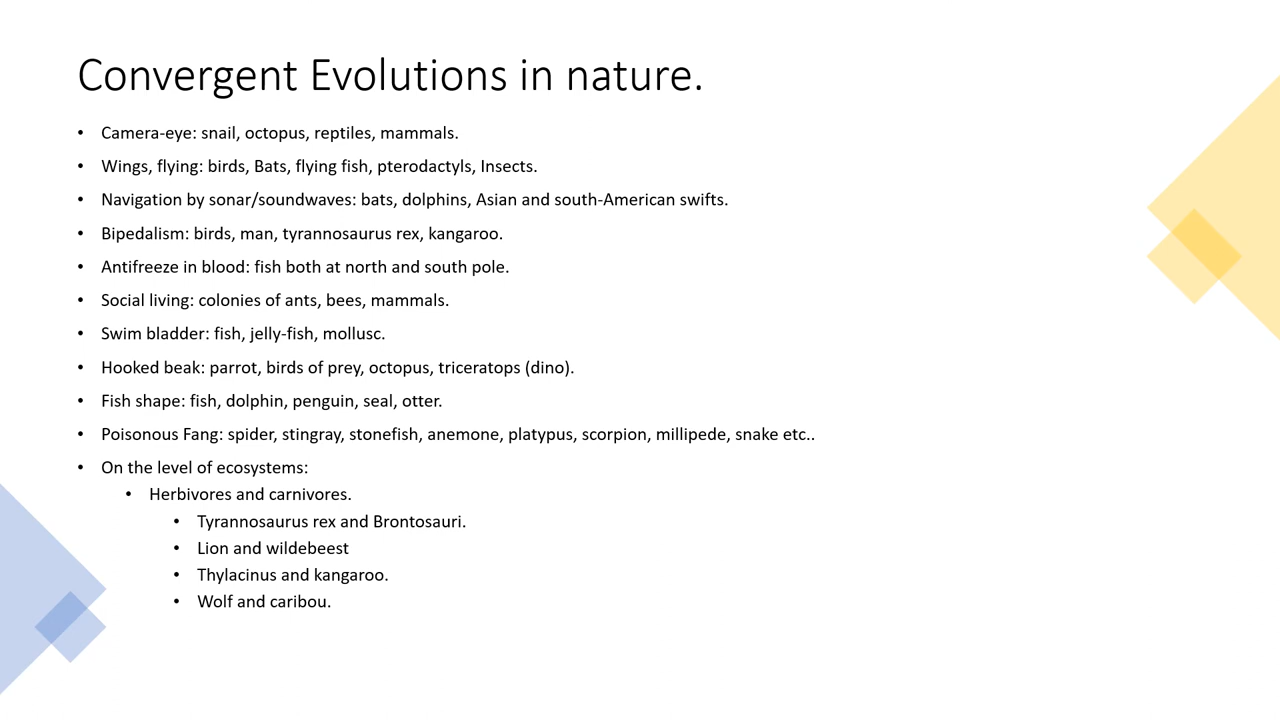 Convergent Evolutions in nature.
• Camera-eye: snail, octopus, reptiles, mammals.
• Wings, flying: birds, Bats, flying fish, pterodactyls, Insects.
• Navigation by sonar/soundwaves: bats, dolphins, Asian and south-American swifts.
• Bipedalism: birds, man, tyrannosaurus rex, kangaroo.
• Antifreeze in blood: fish both at north and south pole.
• Social living: colonies of ants, bees, mammals.
• Swim bladder: fish, jelly-fish, mollusc.
• Hooked beak: parrot, birds of prey, octopus, triceratops (dino).
• Fish shape: fish, dolphin, penguin, seal, otter.
• Poisonous Fang: spider, stingray, stonefish, anemone, platypus, scorpion, millipede, snake etc..
• On the level of ecosystems:
• Herbivores and carnivores.
• Tyrannosaurus rex and Brontosauri.
• Lion and wildebeest
• Thylacinus and kangaroo.
• Wolf and caribou.